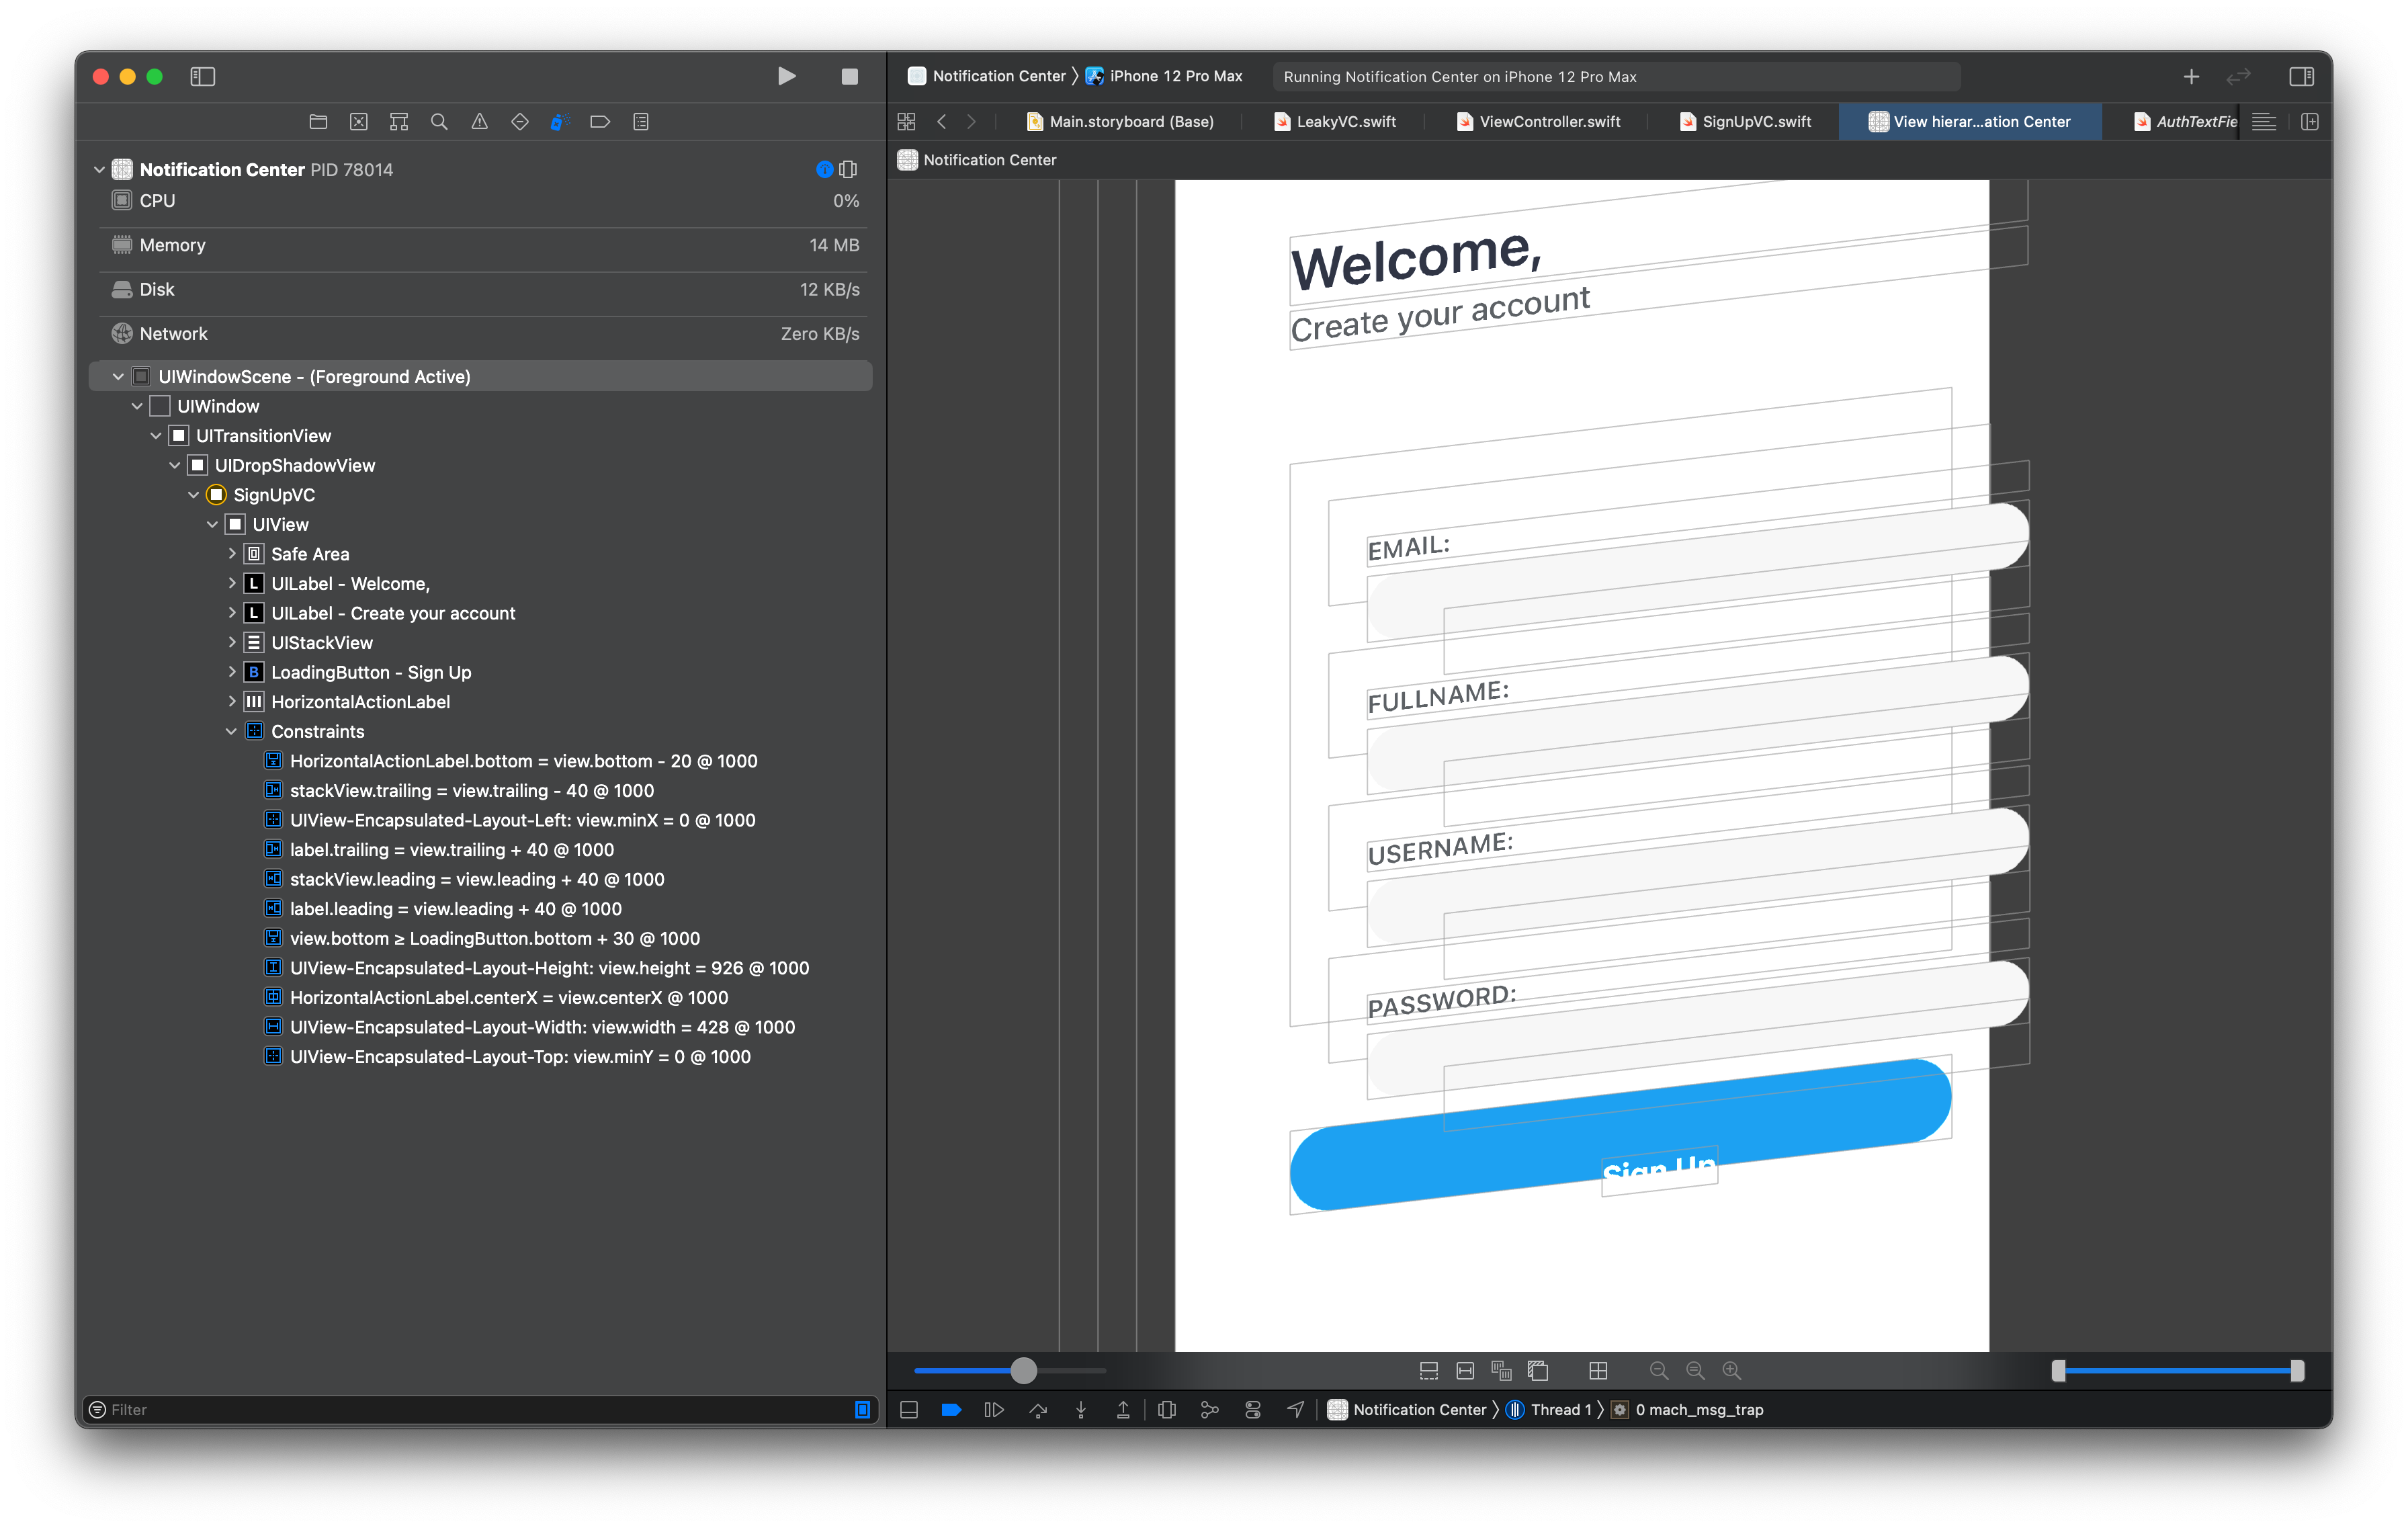 Notification Center
iPhone 12 Pro Max
Running Notification Center on iPhone 12 Pro Max
Main.storyboard (Base)
LeakyVC.swift
ViewController.swift
SignUpVC.swift
View hierar...ation Center
AuthTextFie
Notification Center
Notification Center PID 78014
CPU 0%
Memory 14 MB
Disk 12 KB/s
Network Zero KB/s
UIWindowScene - (Foreground Active)
UIWindow
UITransitionView
UIDropShadowView
SignUpVC
UIView
Safe Area
L UILabel - Welcome,
L UILabel - Create your account
UIStackView
B LoadingButton - Sign Up
HorizontalActionLabel
Constraints
HorizontalActionLabel.bottom = view.bottom - 20 @ 1000
stackView.trailing = view.trailing - 40 @ 1000
UIView-Encapsulated-Layout-Left: view.minX = 0 @ 1000
label.trailing = view.trailing + 40 @ 1000
stackView.leading = view.leading + 40 @ 1000
label.leading = view.leading + 40 @ 1000
view.bottom ≥ LoadingButton.bottom + 30 @ 1000
UIView-Encapsulated-Layout-Height: view.height = 926 @ 1000
HorizontalActionLabel.centerX = view.centerX @ 1000
UIView-Encapsulated-Layout-Width: view.width = 428 @ 1000
UIView-Encapsulated-Layout-Top: view.minY = 0 @ 1000
Filter
Welcome,
Create your account
EMAIL:
FULLNAME:
USERNAME:
PASSWORD:
Sign Up
Notification Center
Thread 1
0 mach_msg_trap